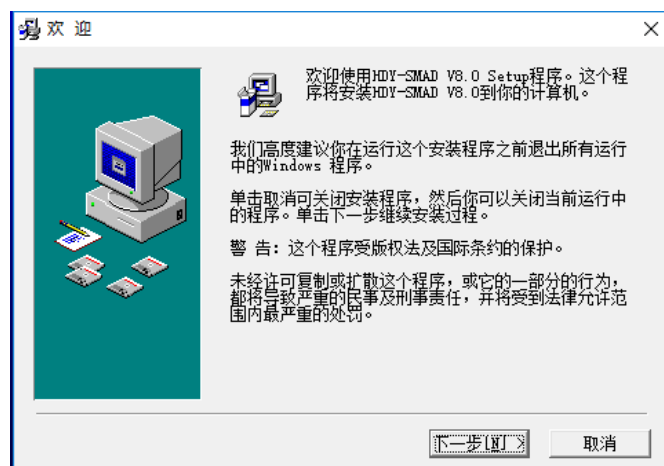 欢 迎
欢迎使用HDY-SMAD V8.0 Setup程序。这个程
序将安装HDY-SMAD V8.0到你的计算机。
我们高度建议你在运行这个安装程序之前退出所有运行
中的Windows 程序。
单击取消可关闭安装程序，然后你可以关闭当前运行中
的程序。单击下一步继续安装过程。
警 告：这个程序受版权法及国际条约的保护。
未经许可复制或扩散这个程序，或它的一部分的行为，
都将导致严重的民事及刑事责任，并将受到法律允许范
围内最严重的处罚。
下一步[N] >
取消